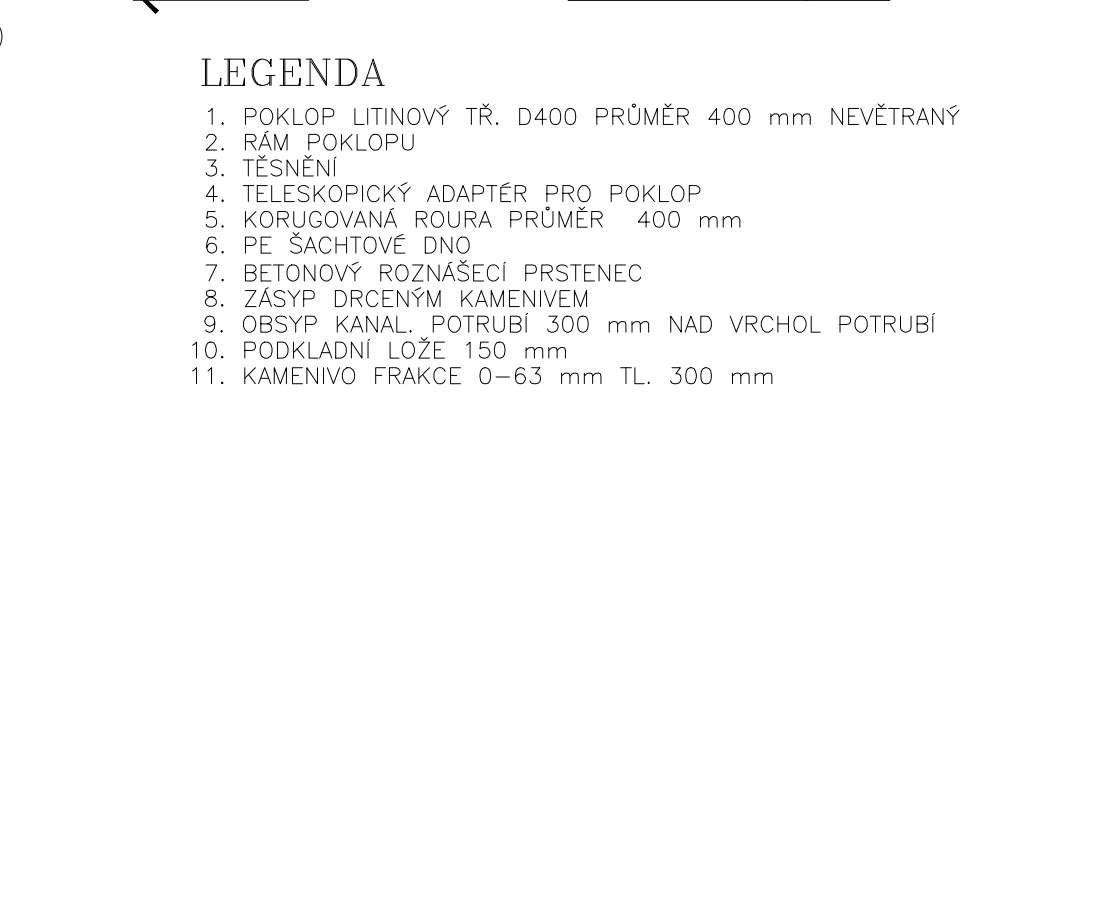 )
LEGENDA
1. POKLOP LITINOVÝ TŘ. D400 PRŮMĚR 400 mm NEVĚTRANÝ
2. RÁM POKLOPU
3. TĚSNĚNÍ
4. TELESKOPICKÝ ADAPTÉR PRO POKLOP
5. KORUGOVANÁ ROURA PRŮMĚR 400 mm
6. PE ŠACHTOVÉ DNO
7. BETONOVÝ ROZNÁŠECÍ PRSTENEC
8. ZÁSYP DRCENÝM KAMENIVEM
9. OBSYP KANAL. POTRUBÍ 300 mm NAD VRCHOL POTRUBÍ
10. PODKLADNÍ LOŽE 150 mm
11. KAMENIVO FRAKCE 0-63 mm TL. 300 mm